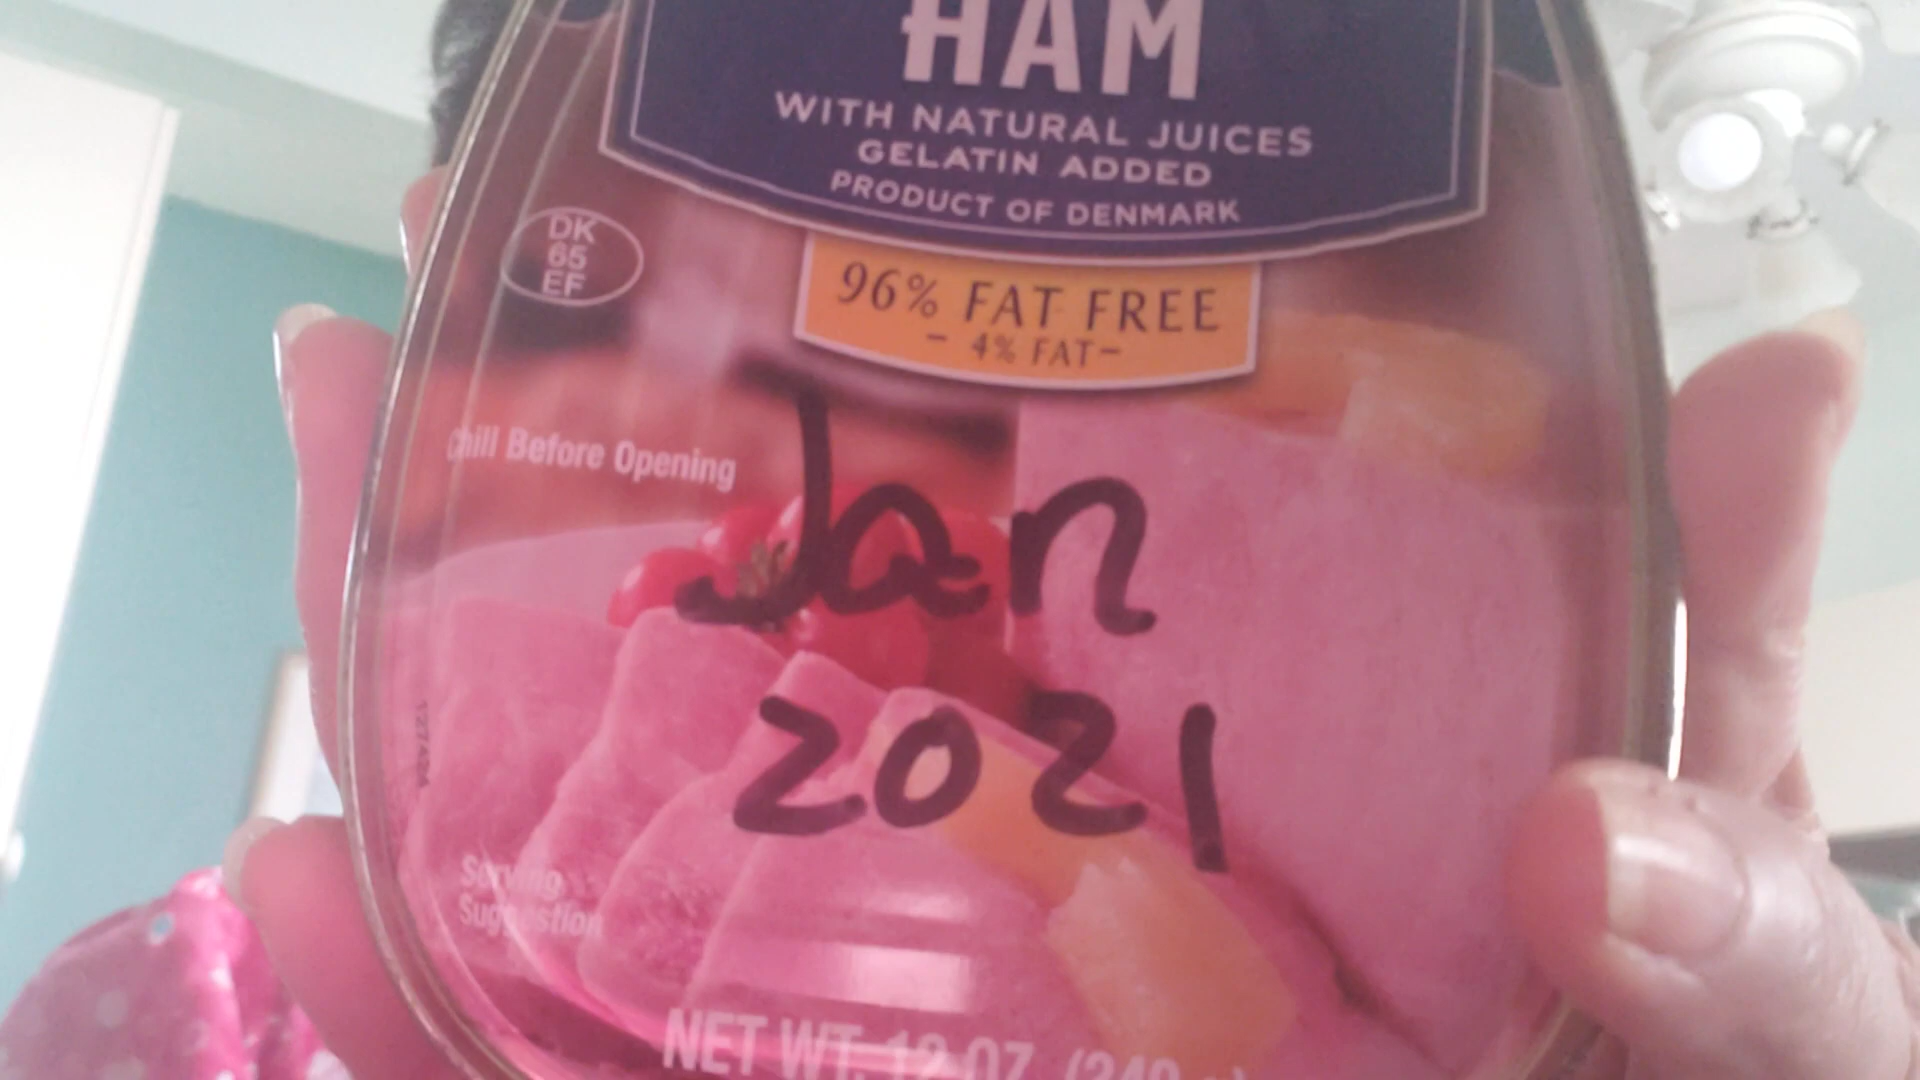 HAM
WITH NATURAL JUICES
GELATIN ADDED
PRODUCT OF DENMARK
DK
65
EF
96% FAT FREE
- 4% FAT-
Chill Before Opening
Jan
2021
Serving
Suggestion
NET WT. 12 OZ. (340 g)